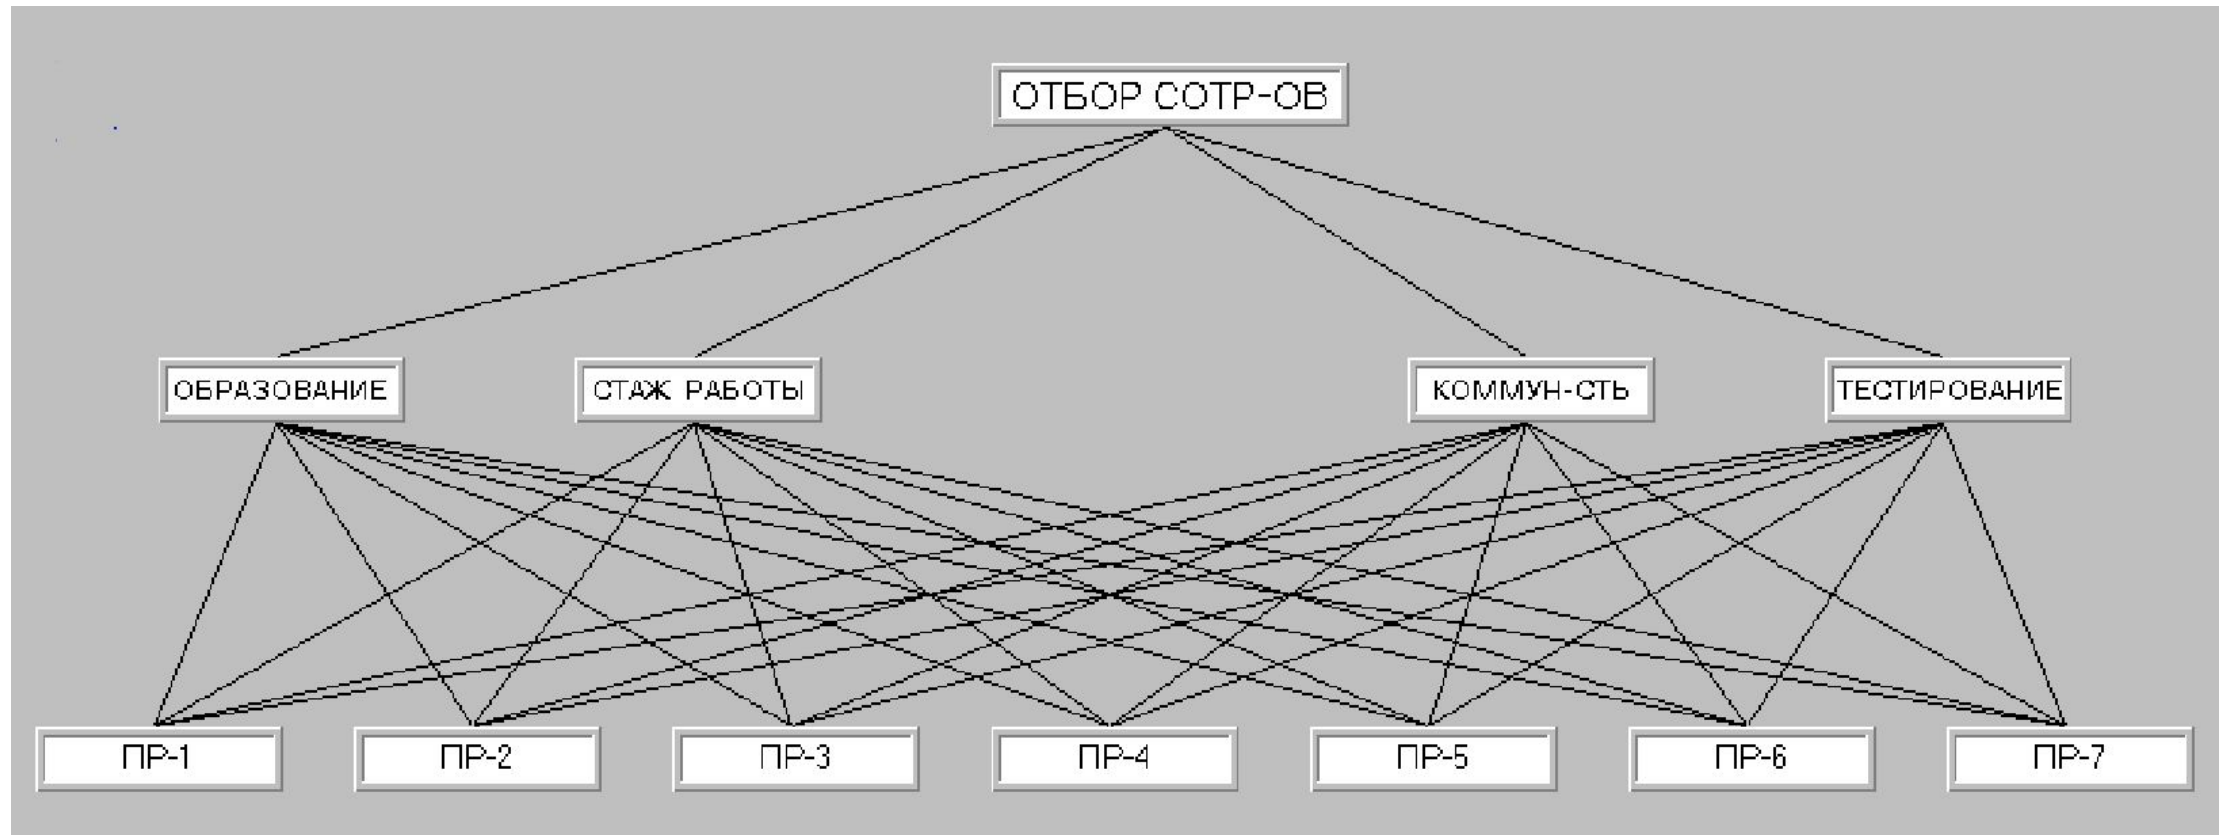 ОТБОР СОТР-ОВ
ОБРАЗОВАНИЕ
СТАЖ РАБОТЫ
КОММУН-СТЬ
ТЕСТИРОВАНИЕ
ПР-1
ПР-2
ПР-3
ПР-4
ПР-5
ПР-6
ПР-7